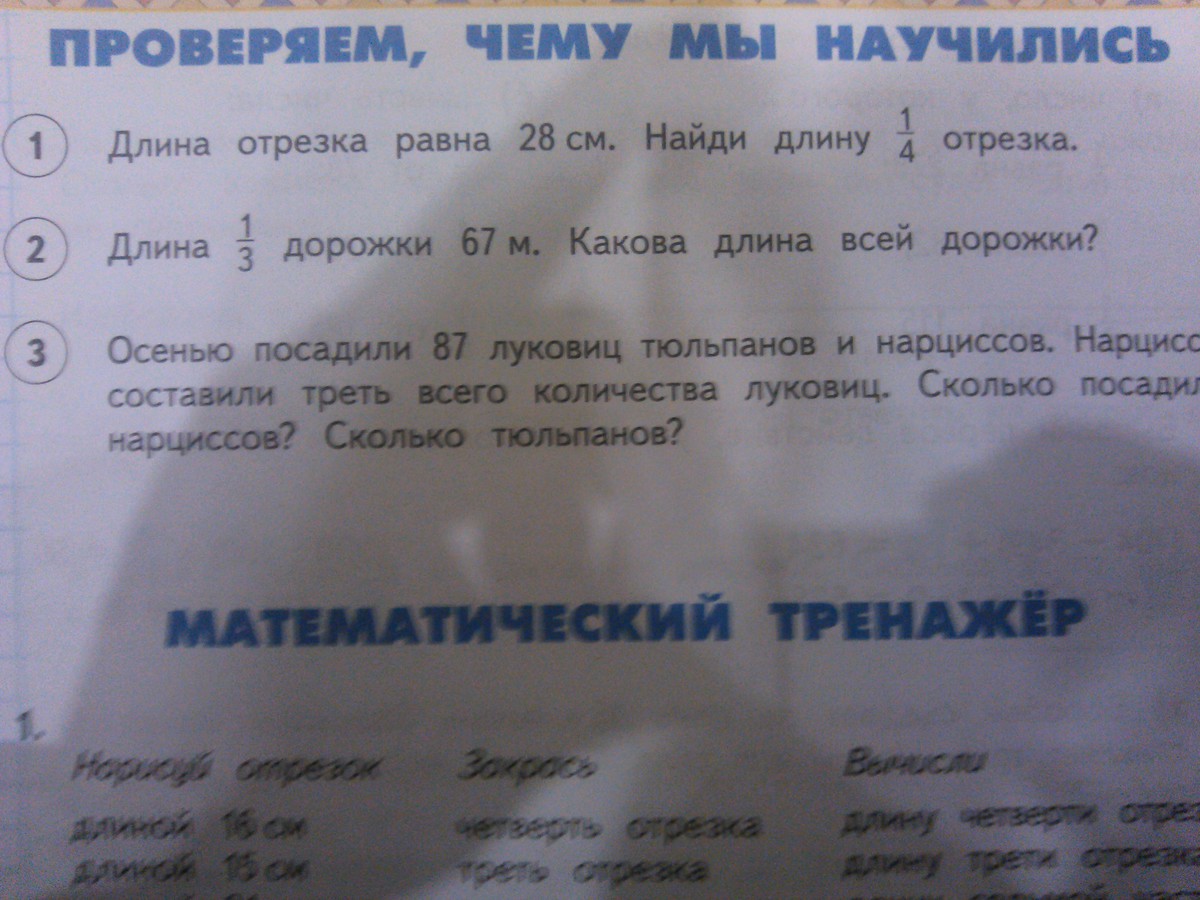 ПРОВЕРЯЕМ, ЧЕМУ МЫ НАУЧИЛИСЬ
1 Длина отрезка равна 28 см. Найди длину 1/4 отрезка.
2 Длина 1/3 дорожки 67 м. Какова длина всей дорожки?
3 Осенью посадили 87 луковиц тюльпанов и нарциссов. Нарцисс
составили треть всего количества луковиц. Сколько посадил
нарциссов? Сколько тюльпанов?
МАТЕМАТИЧЕСКИЙ ТРЕНАЖЁР
1.
Нарисуй отрезок Закрась Вычисли
длиной 16 см четверть отрезка длину четверти отрез
длиной 15 см треть отрезка длину трети отрезка